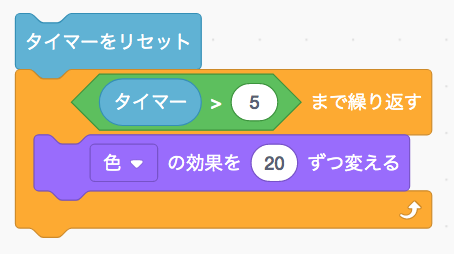 タイマーをリセット
タイマー > 5 まで繰り返す
色 の効果を 20 ずつ変える